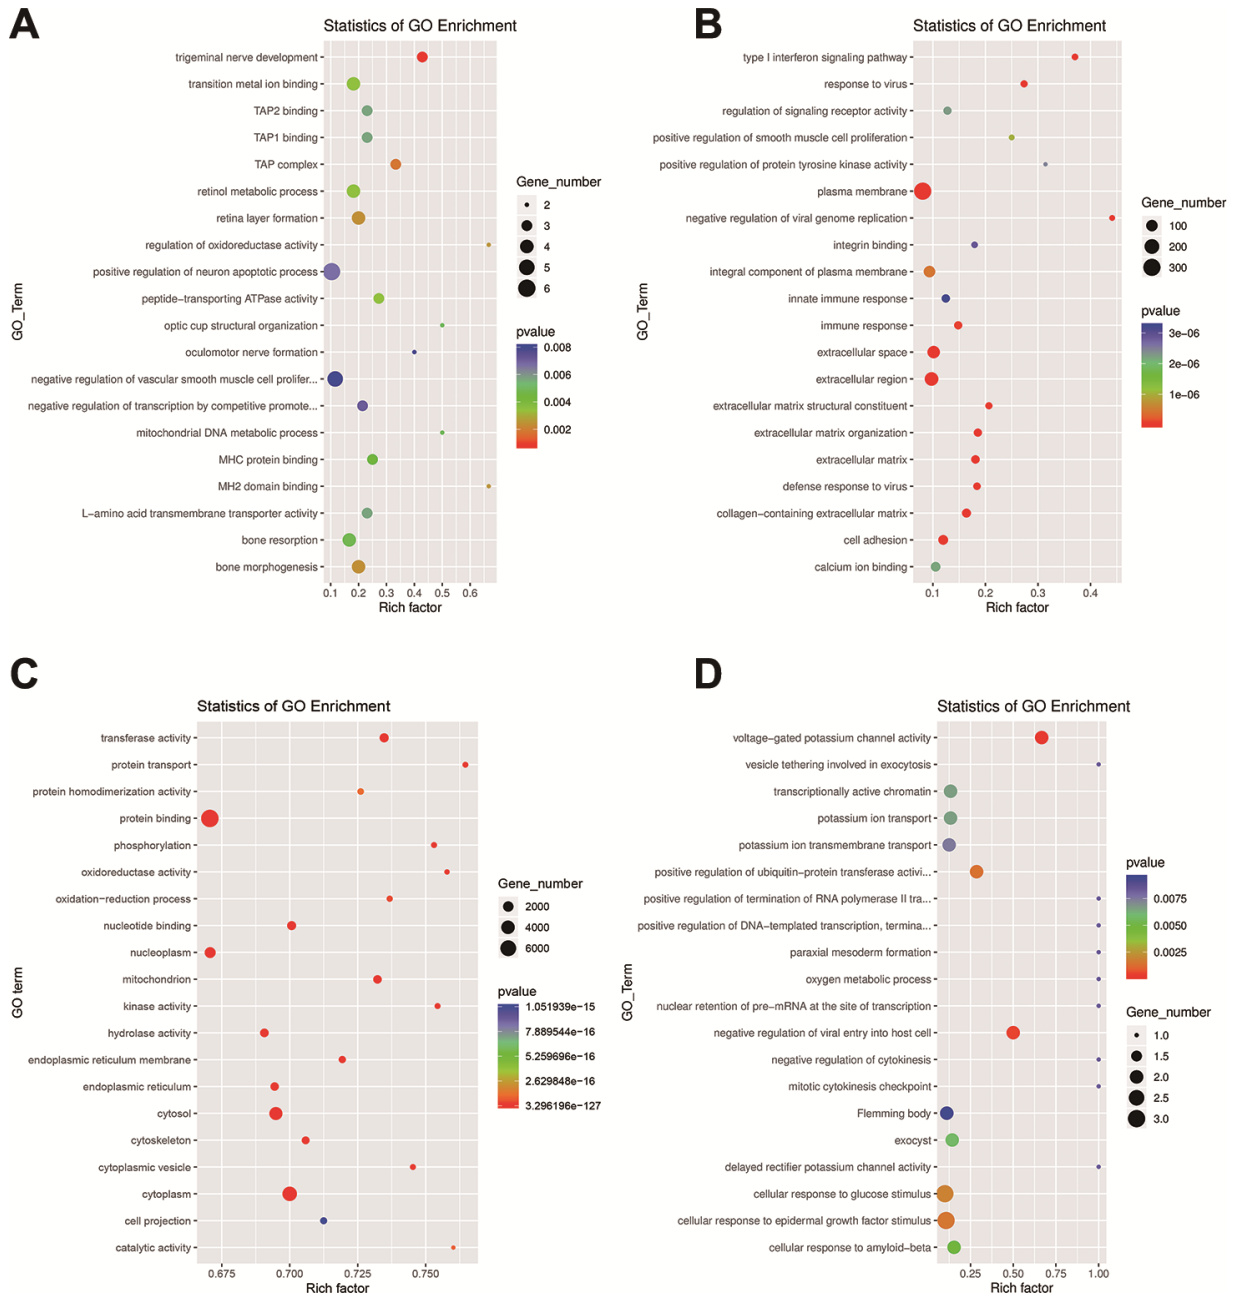 A
Statistics of GO Enrichment
trigeminal nerve development
transition metal ion binding
TAP2 binding
TAP1 binding
TAP complex
retinol metabolic process
retina layer formation
regulation of oxidoreductase activity
positive regulation of neuron apoptotic process
peptide−transporting ATPase activity
optic cup structural organization
oculomotor nerve formation
negative regulation of vascular smooth muscle cell prolifer...
negative regulation of transcription by competitive promote...
mitochondrial DNA metabolic process
MHC protein binding
MH2 domain binding
L−amino acid transmembrane transporter activity
bone resorption
bone morphogenesis
GO_Term
0.1 0.2 0.3 0.4 0.5 0.6
Rich factor
Gene_number
2
3
4
5
6
pvalue
0.008
0.006
0.004
0.002
B
Statistics of GO Enrichment
type I interferon signaling pathway
response to virus
regulation of signaling receptor activity
positive regulation of smooth muscle cell proliferation
positive regulation of protein tyrosine kinase activity
plasma membrane
negative regulation of viral genome replication
integrin binding
integral component of plasma membrane
innate immune response
immune response
extracellular space
extracellular region
extracellular matrix structural constituent
extracellular matrix organization
extracellular matrix
defense response to virus
collagen−containing extracellular matrix
cell adhesion
calcium ion binding
GO_Term
0.1 0.2 0.3 0.4
Rich factor
Gene_number
100
200
300
pvalue
3e−06
2e−06
1e−06
C
Statistics of GO Enrichment
transferase activity
protein transport
protein homodimerization activity
protein binding
phosphorylation
oxidoreductase activity
oxidation−reduction process
nucleotide binding
nucleoplasm
mitochondrion
kinase activity
hydrolase activity
endoplasmic reticulum membrane
endoplasmic reticulum
cytosol
cytoskeleton
cytoplasmic vesicle
cytoplasm
cell projection
catalytic activity
GO term
0.675 0.700 0.725 0.750
Rich factor
Gene_number
2000
4000
6000
pvalue
1.051939e−15
7.889544e−16
5.259696e−16
2.629848e−16
3.296196e−127
D
Statistics of GO Enrichment
voltage−gated potassium channel activity
vesicle tethering involved in exocytosis
transcriptionally active chromatin
potassium ion transport
potassium ion transmembrane transport
positive regulation of ubiquitin−protein transferase activi...
positive regulation of termination of RNA polymerase II tra...
positive regulation of DNA−templated transcription, termina...
paraxial mesoderm formation
oxygen metabolic process
nuclear retention of pre−mRNA at the site of transcription
negative regulation of viral entry into host cell
negative regulation of cytokinesis
mitotic cytokinesis checkpoint
Flemming body
exocyst
delayed rectifier potassium channel activity
cellular response to glucose stimulus
cellular response to epidermal growth factor stimulus
cellular response to amyloid−beta
GO_Term
0.25 0.50 0.75 1.00
Rich factor
pvalue
0.0075
0.0050
0.0025
Gene_number
1.0
1.5
2.0
2.5
3.0